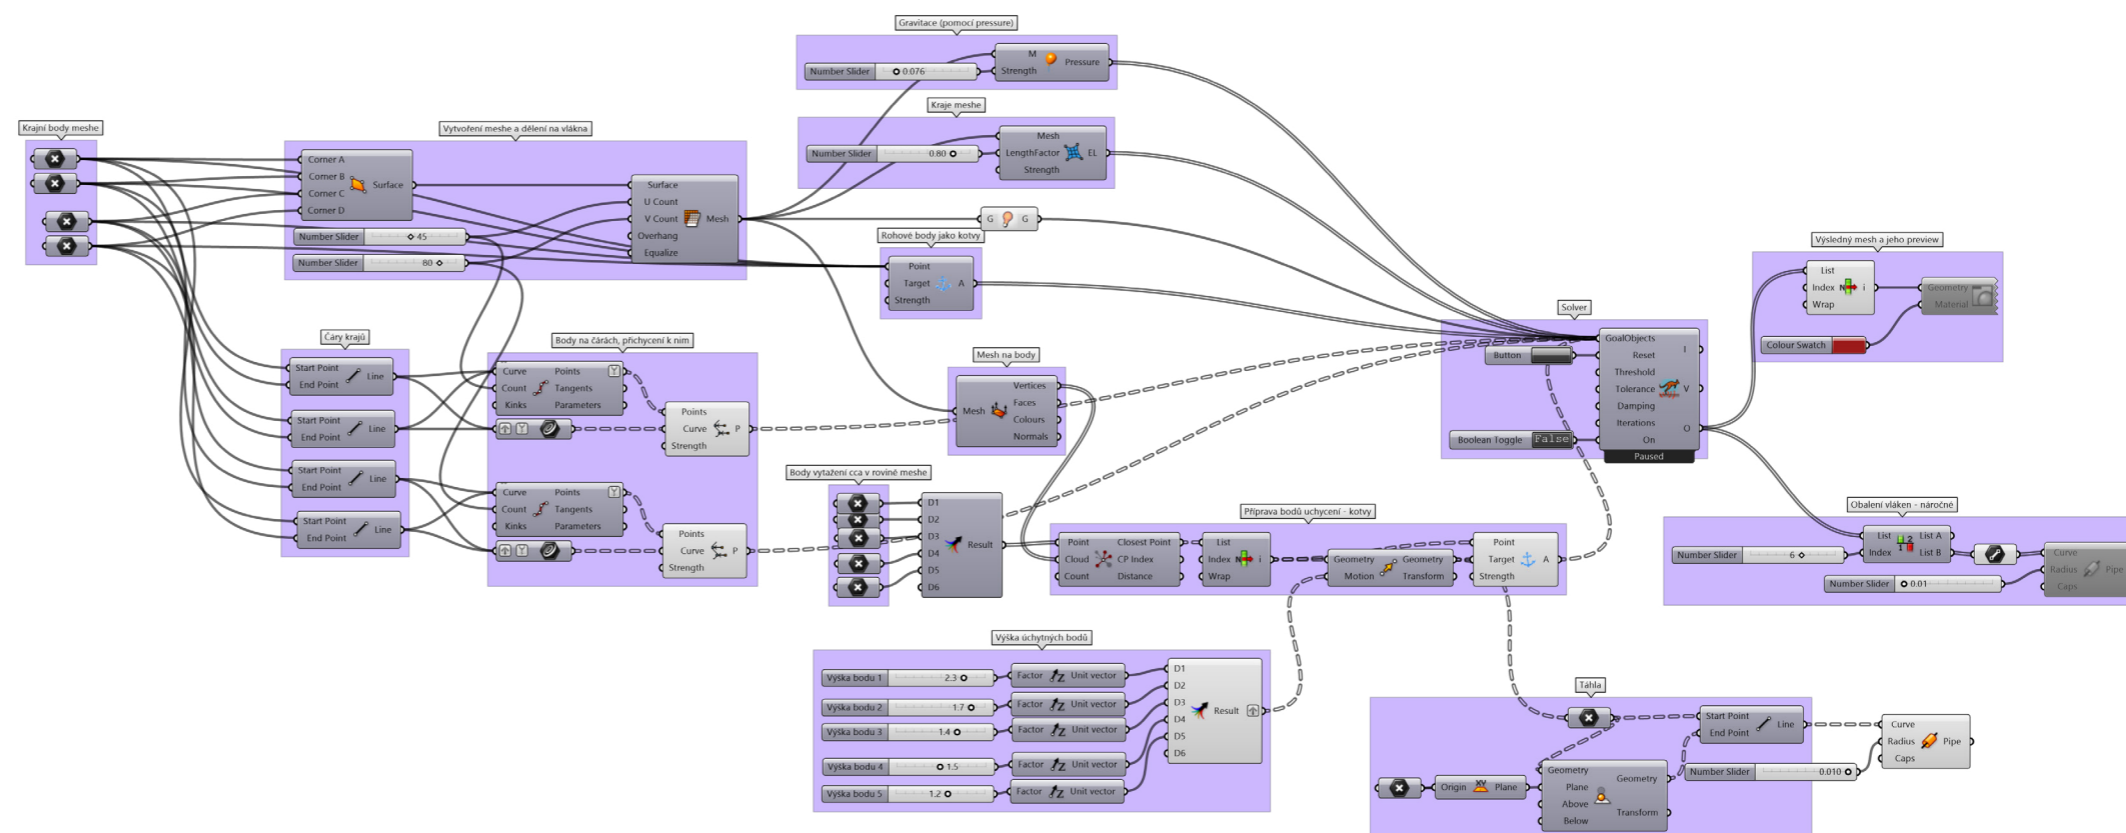 Gravitace (pomocí pressure)
M
Strength
Pressure
Number Slider
0.076
Kraje meshe
Mesh
LengthFactor
Strength
EL
Number Slider
0.80
Krajní body meshe
Vytvoření meshe a dělení na vlákna
Corner A
Corner B
Corner C
Corner D
Surface
Number Slider
45
Number Slider
80
Surface
U Count
V Count
Overhang
Equalize
Mesh
G
G
Rohové body jako kotvy
Point
Target
Strength
A
Výsledný mesh a jeho preview
List
Index
Wrap
i
Geometry
Material
Colour Swatch
Solver
Button
GoalObjects
Reset
Threshold
Tolerance
Damping
Iterations
On
I
V
O
Boolean Toggle
False
Paused
Čáry krajů
Start Point
End Point
Line
Start Point
End Point
Line
Start Point
End Point
Line
Start Point
End Point
Line
Body na čárách, přichycení k nim
Curve
Count
Kinks
Points
Tangents
Parameters
Points
Curve
Strength
P
Curve
Count
Kinks
Points
Tangents
Parameters
Points
Curve
Strength
P
Mesh na body
Mesh
Vertices
Faces
Colours
Normals
Body vytažení cca v rovině meshe
D1
D2
D3
D4
D5
D6
Result
Příprava bodů uchycení - kotvy
Point
Cloud
Count
Closest Point
CP Index
Distance
List
Index
Wrap
i
Geometry
Motion
Geometry
Transform
Point
Target
Strength
A
Obalení vláken - náročné
Number Slider
6
List
Index
List A
List B
Number Slider
0.01
Curve
Radius
Caps
Pipe
Výška úchytných bodů
Výška bodu 1
2.3
Factor
Unit vector
Výška bodu 2
1.7
Factor
Unit vector
Výška bodu 3
1.4
Factor
Unit vector
Výška bodu 4
1.5
Factor
Unit vector
Výška bodu 5
1.2
Factor
Unit vector
D1
D2
D3
D4
D5
D6
Result
Táhla
Start Point
End Point
Line
Number Slider
0.010
Curve
Radius
Caps
Pipe
Origin
XY
Plane
Geometry
Plane
Above
Below
Geometry
Transform